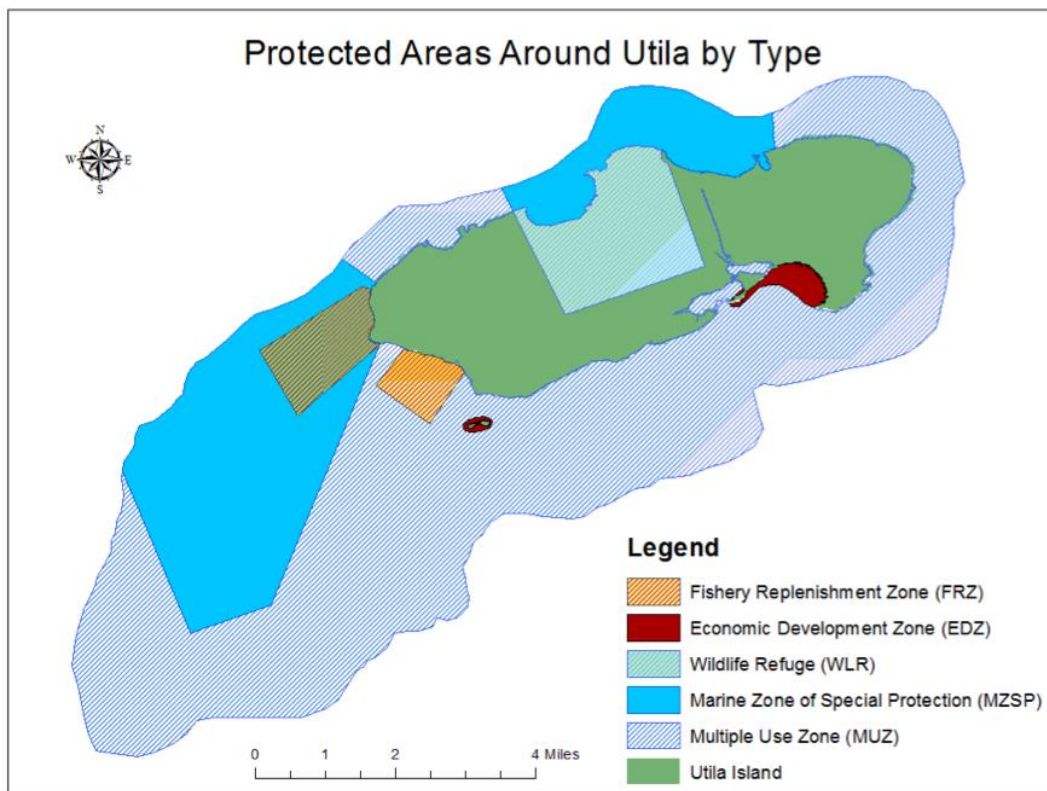 Protected Areas Around Utila by Type
N
W E
S
Legend
Fishery Replenishment Zone (FRZ)
Economic Development Zone (EDZ)
Wildlife Refuge (WLR)
Marine Zone of Special Protection (MZSP)
Multiple Use Zone (MUZ)
Utila Island
0 1 2 4 Miles